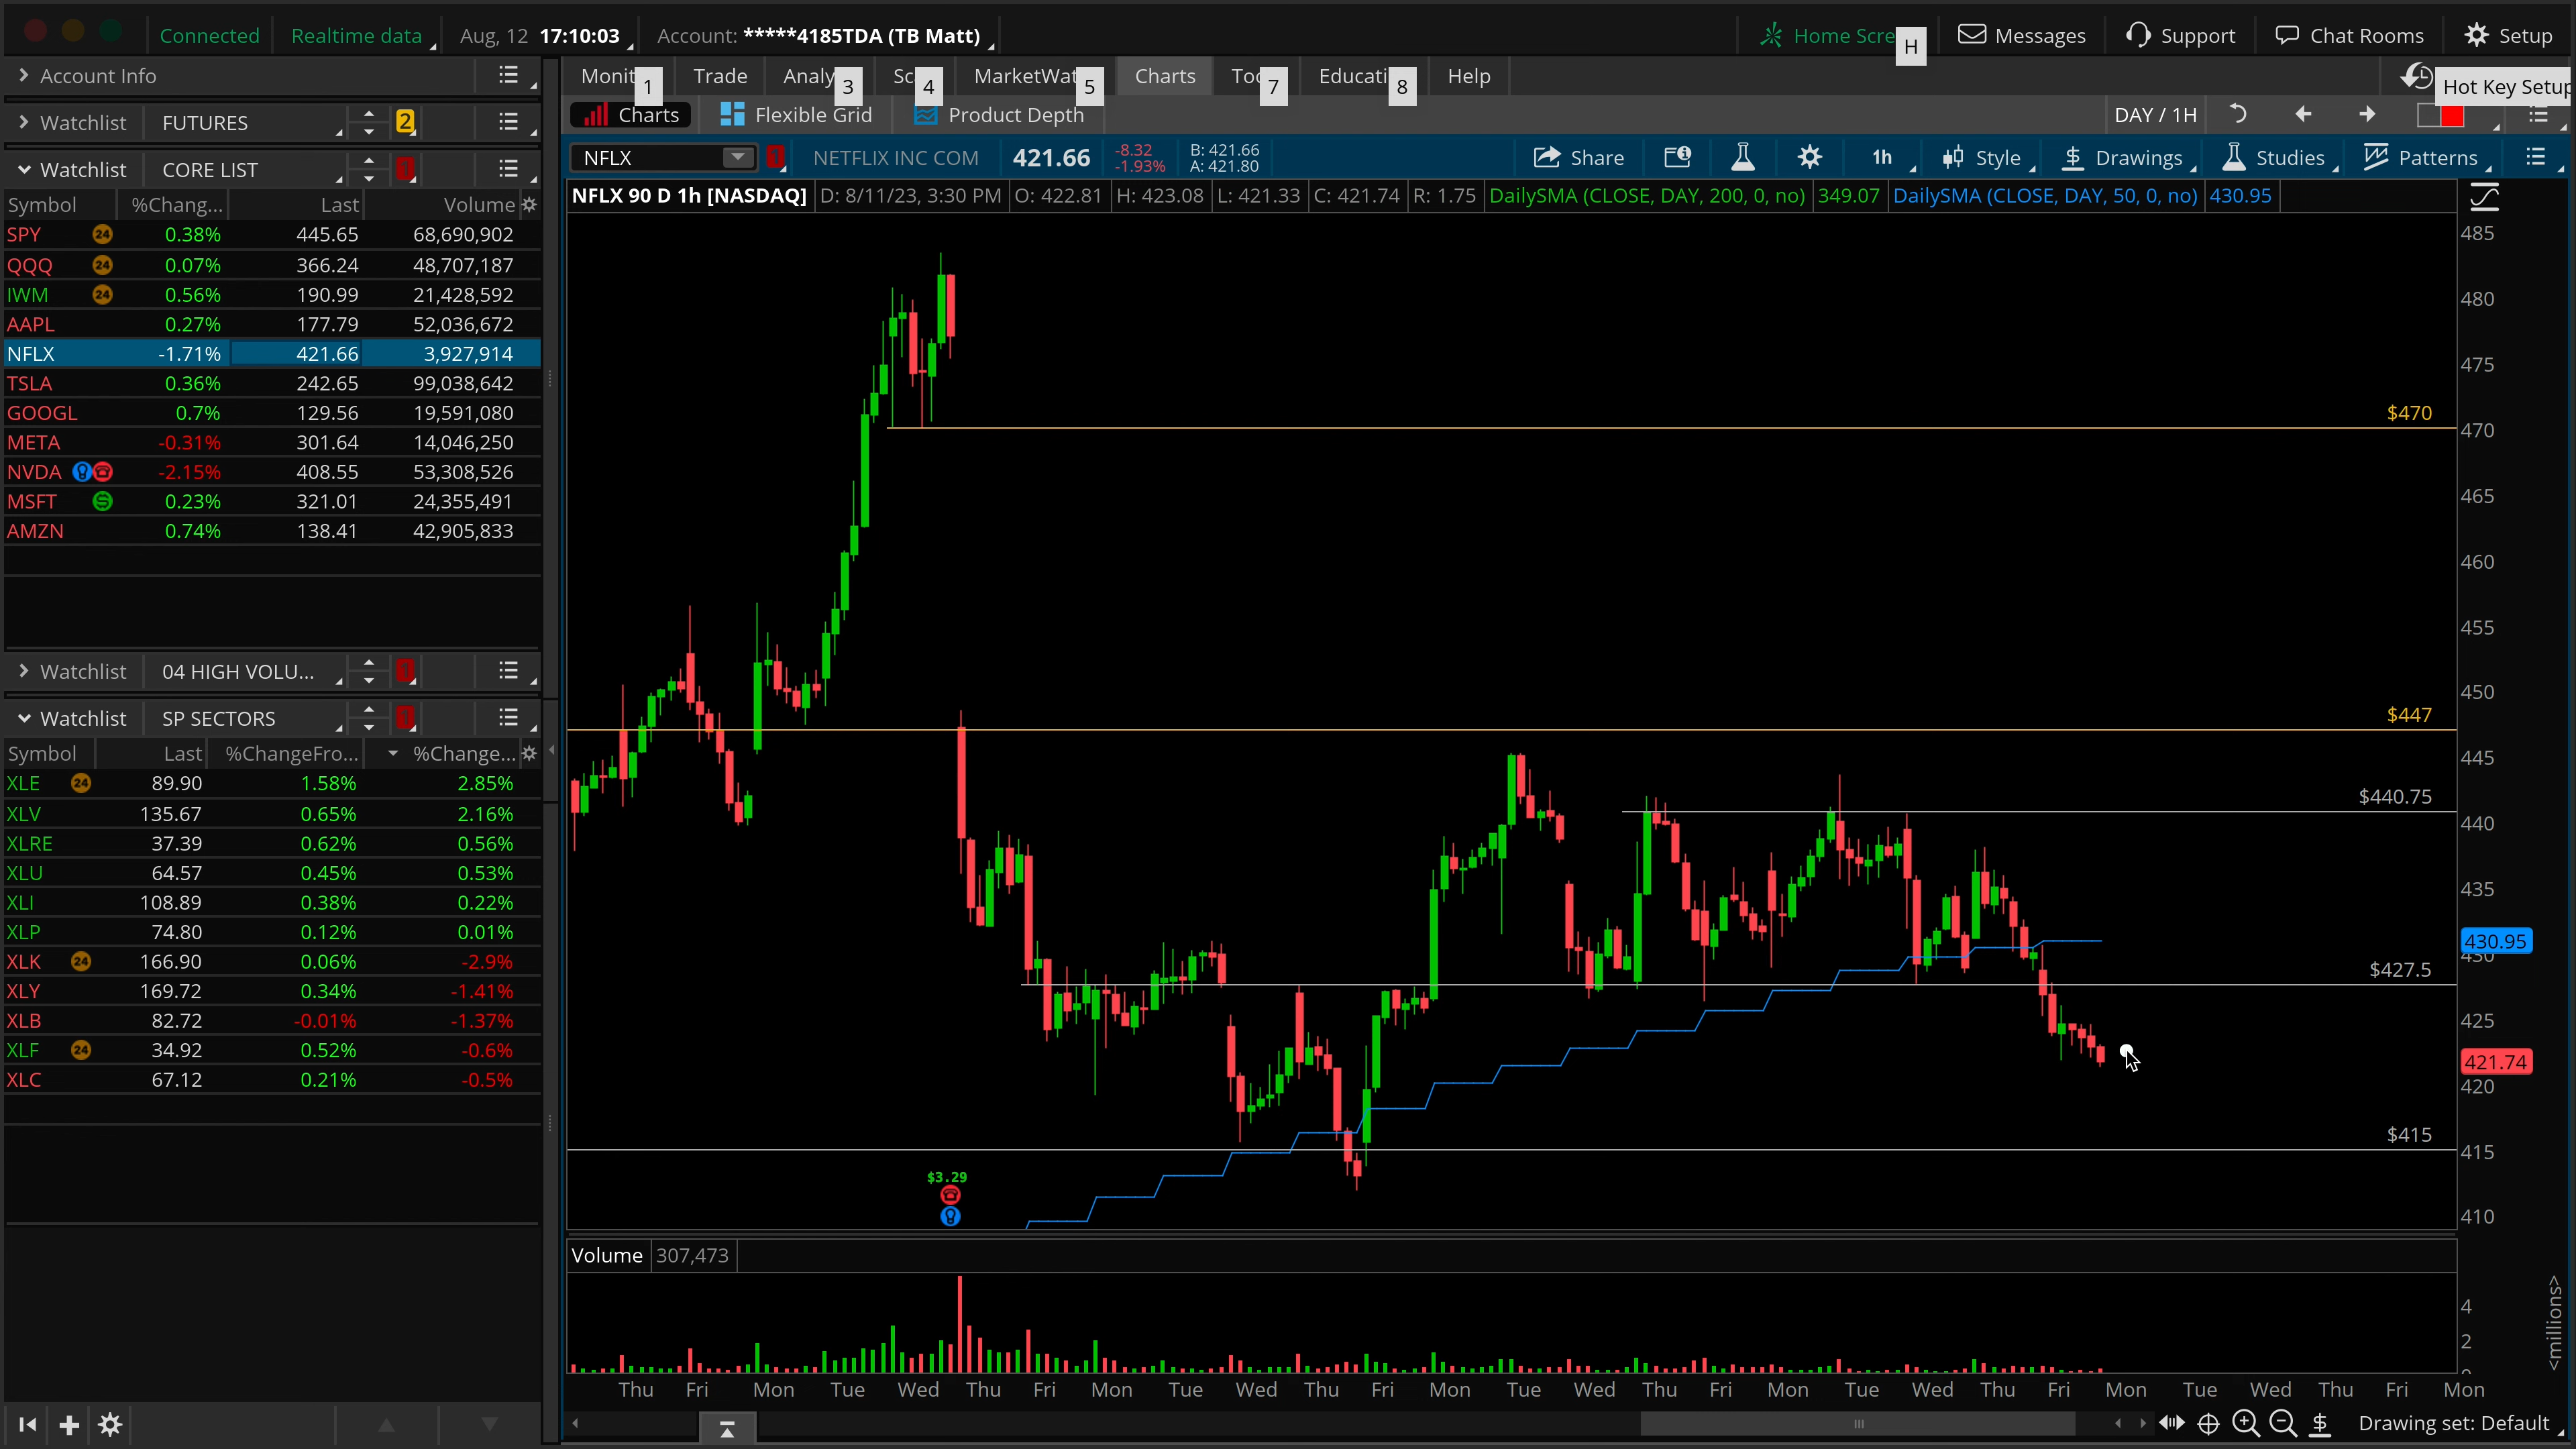 Connected Realtime data Aug, 12 17:10:03 Account: *****4185TDA (TB Matt) Home Scre H Messages Support Chat Rooms Setup
Account Info Monit 1 Trade Analy 3 Sc 4 MarketWat 5 Charts Too 7 Educati 8 Help Hot Key Setup
Watchlist FUTURES 2 Charts Flexible Grid Product Depth DAY / 1H
Watchlist CORE LIST 1 NFLX 1 NETFLIX INC COM 421.66 -8.32 -1.93% B: 421.66 A: 421.80 Share 1h Style Drawings Studies Patterns
NFLX 90 D 1h [NASDAQ] D: 8/11/23, 3:30 PM O: 422.81 H: 423.08 L: 421.33 C: 421.74 R: 1.75 DailySMA (CLOSE, DAY, 200, 0, no) 349.07 DailySMA (CLOSE, DAY, 50, 0, no) 430.95
Symbol %Chang... Last Volume
SPY 24 0.38% 445.65 68,690,902
QQQ 24 0.07% 366.24 48,707,187
IWM 24 0.56% 190.99 21,428,592
AAPL 0.27% 177.79 52,036,672
NFLX -1.71% 421.66 3,927,914
TSLA 0.36% 242.65 99,038,642
GOOGL 0.7% 129.56 19,591,080
META -0.31% 301.64 14,046,250
NVDA -2.15% 408.55 53,308,526
MSFT 0.23% 321.01 24,355,491
AMZN 0.74% 138.41 42,905,833
Watchlist 04 HIGH VOLU... 1
Watchlist SP SECTORS 1
Symbol Last %ChangeFro... %Change...
XLE 24 89.90 1.58% 2.85%
XLV 135.67 0.65% 2.16%
XLRE 37.39 0.62% 0.56%
XLU 64.57 0.45% 0.53%
XLI 108.89 0.38% 0.22%
XLP 74.80 0.12% 0.01%
XLK 24 166.90 0.06% -2.9%
XLY 169.72 0.34% -1.41%
XLB 82.72 -0.01% -1.37%
XLF 24 34.92 0.52% -0.6%
XLC 67.12 0.21% -0.5%
485
480
475
$470
470
465
460
455
450
$447
445
$440.75
440
435
430.95
$427.5
425
421.74
420
$415
415
$3.29
410
Volume 307,473
4
2
<millions>
Thu Fri Mon Tue Wed Thu Fri Mon Tue Wed Thu Fri Mon Tue Wed Thu Fri Mon Tue Wed Thu Fri Mon Tue Wed Thu Fri Mon
Drawing set: Default